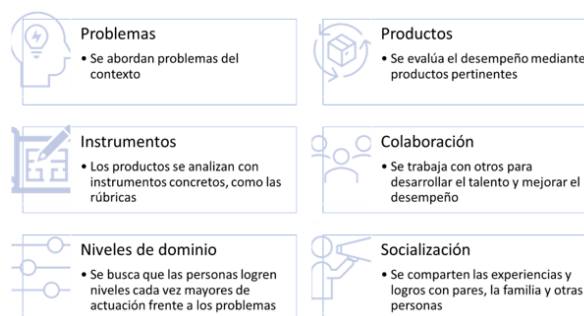 Problemas
• Se abordan problemas del
contexto
Productos
• Se evalúa el desempeño mediante
productos pertinentes
Instrumentos
• Los productos se analizan con
instrumentos concretos, como las
rúbricas
Colaboración
• Se trabaja con otros para
desarrollar el talento y mejorar el
desempeño
Niveles de dominio
• Se busca que las personas logren
niveles cada vez mayores de
actuación frente a los problemas
Socialización
• Se comparten las experiencias y
logros con pares, la familia y otras
personas